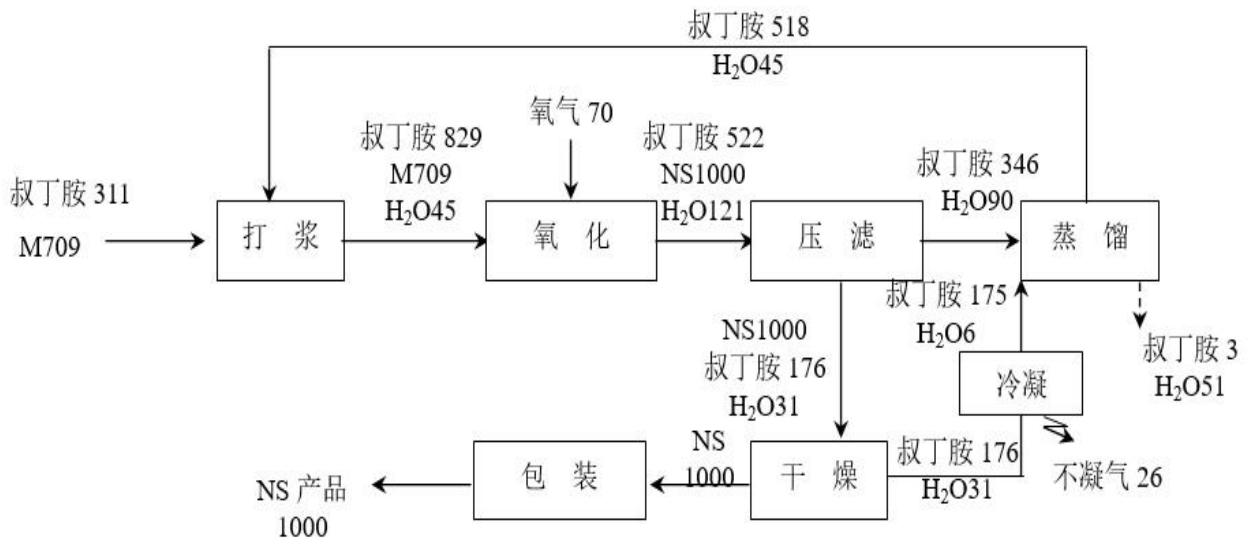 叔丁胺 518
H₂O45
氧气 70
叔丁胺 829
M709
H₂O45
叔丁胺 522
NS1000
H₂O121
叔丁胺 346
H₂O90
叔丁胺 311
M709
打 浆
氧 化
压 滤
蒸 馏
叔丁胺 175
H₂O6
NS1000
叔丁胺 176
H₂O31
冷凝
叔丁胺 3
H₂O51
NS 产品
1000
包 装
NS
1000
干 燥
叔丁胺 176
H₂O31
不凝气 26